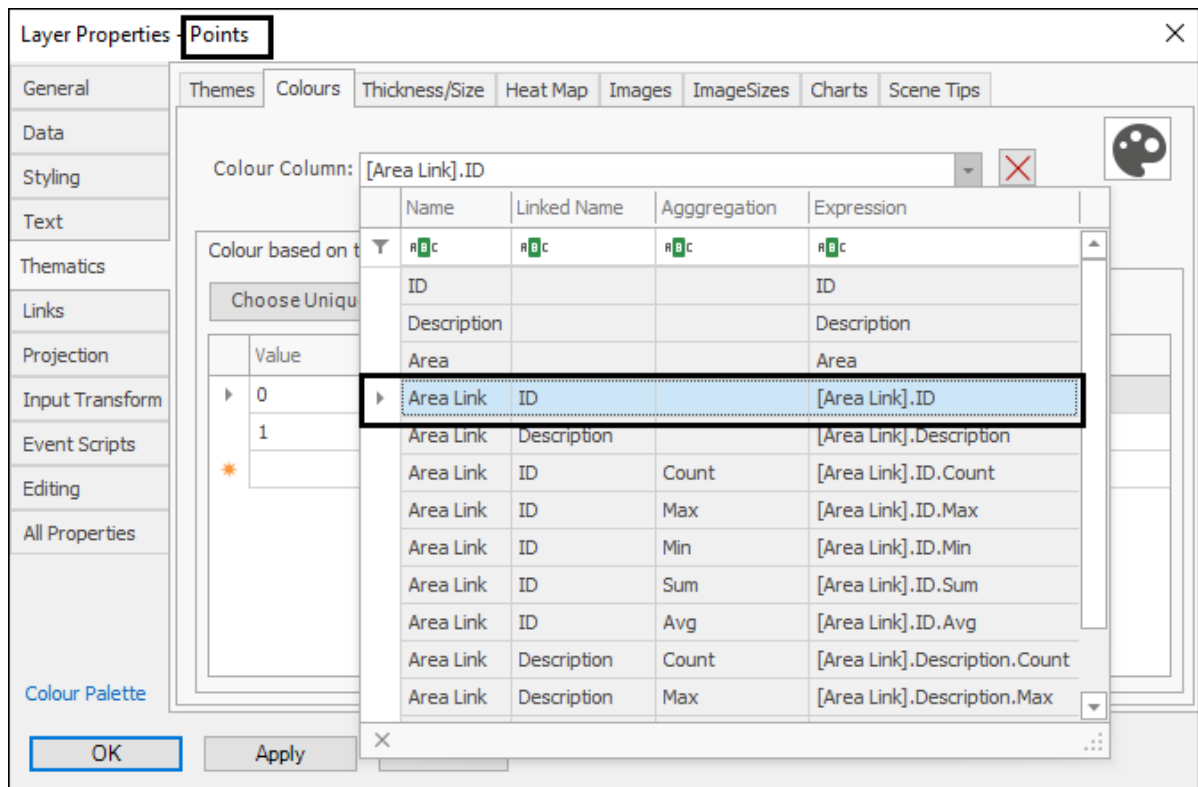 Layer Properties - Points
General
Data
Styling
Text
Thematics
Links
Projection
Input Transform
Event Scripts
Editing
All Properties
Colour Palette
Themes Colours Thickness/Size Heat Map Images ImageSizes Charts Scene Tips
Colour Column: [Area Link].ID
Colour based on t
Choose Uniqu
Value
0
1
Name Linked Name Agggregation Expression
ABC ABC ABC ABC
ID ID
Description Description
Area Area
Area Link ID [Area Link].ID
Area Link Description [Area Link].Description
Area Link ID Count [Area Link].ID.Count
Area Link ID Max [Area Link].ID.Max
Area Link ID Min [Area Link].ID.Min
Area Link ID Sum [Area Link].ID.Sum
Area Link ID Avg [Area Link].ID.Avg
Area Link Description Count [Area Link].Description.Count
Area Link Description Max [Area Link].Description.Max
OK Apply